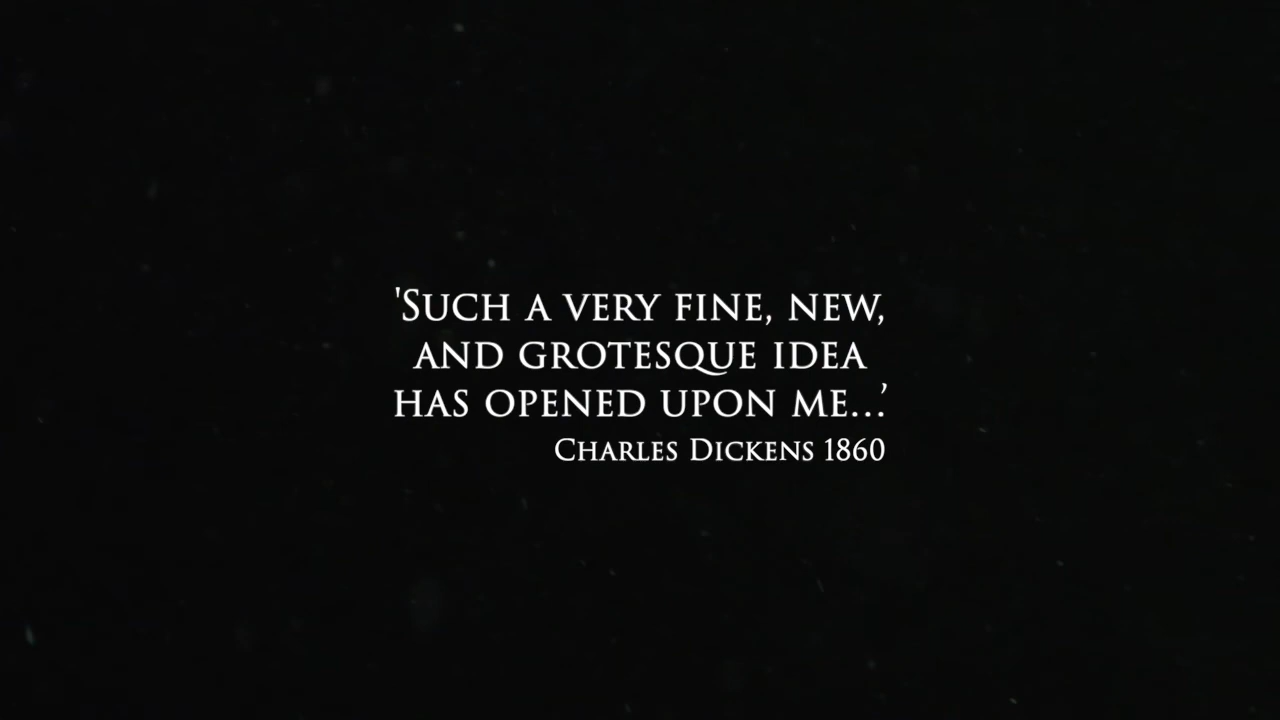 'Such a very fine, new,
and grotesque idea
has opened upon me...’
Charles Dickens 1860